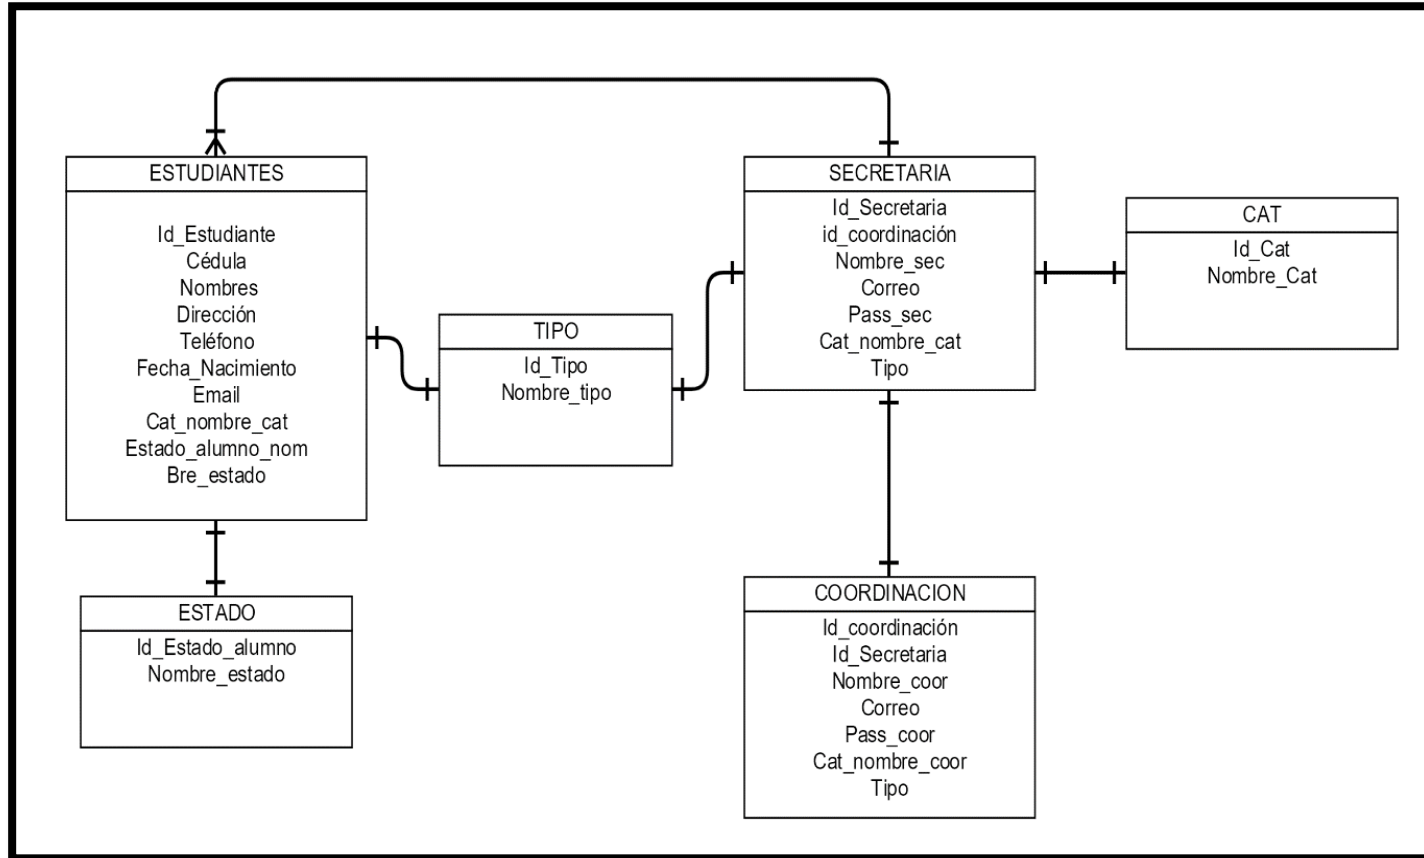 ESTUDIANTES
Id_Estudiante
Cédula
Nombres
Dirección
Teléfono
Fecha_Nacimiento
Email
Cat_nombre_cat
Estado_alumno_nom
Bre_estado
ESTADO
Id_Estado_alumno
Nombre_estado
TIPO
Id_Tipo
Nombre_tipo
SECRETARIA
Id_Secretaria
id_coordinación
Nombre_sec
Correo
Pass_sec
Cat_nombre_cat
Tipo
CAT
Id_Cat
Nombre_Cat
COORDINACION
Id_coordinación
Id_Secretaria
Nombre_coor
Correo
Pass_coor
Cat_nombre_coor
Tipo